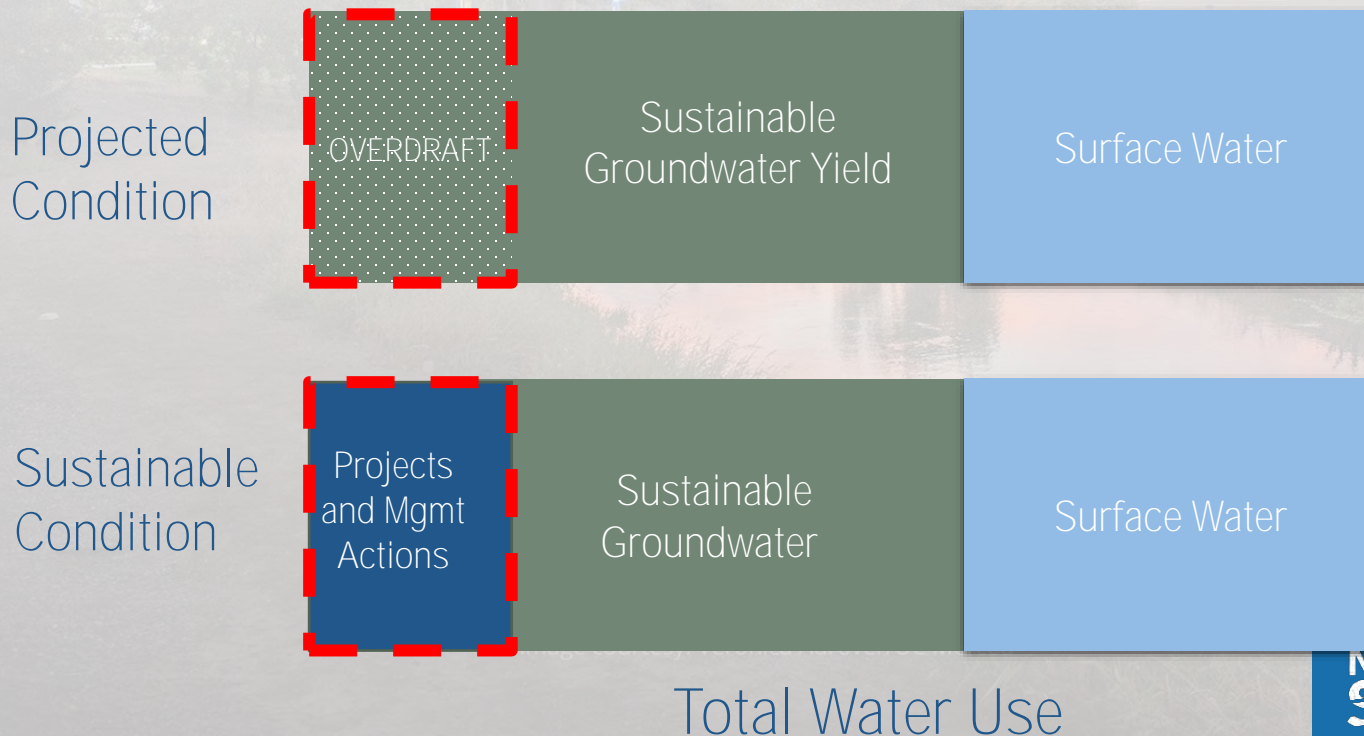 Projected
Condition
OVERDRAFT
Sustainable
Groundwater Yield
Surface Water
Sustainable
Condition
Projects
and Mgmt
Actions
Sustainable
Groundwater
Surface Water
Total Water Use